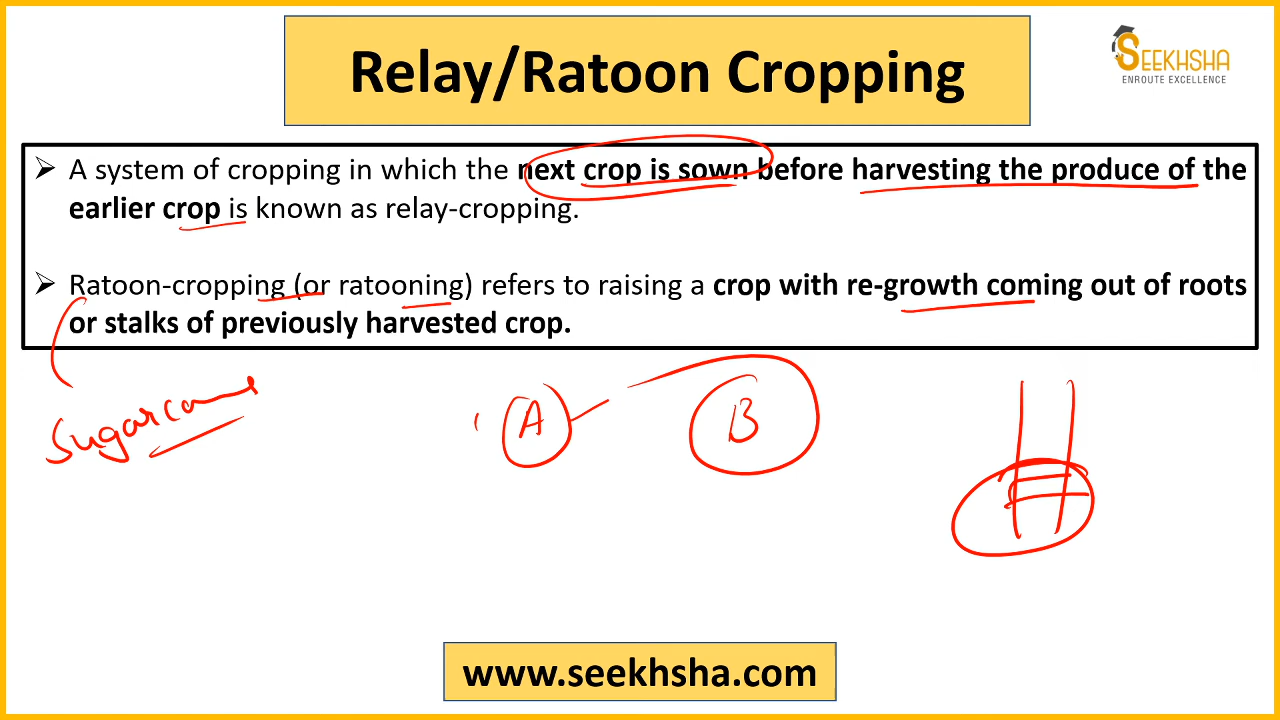 Relay/Ratoon Cropping
SEEKHSHA
ENROUTE EXCELLENCE
➢ A system of cropping in which the next crop is sown before harvesting the produce of the
earlier crop is known as relay-cropping.
➢ Ratoon-cropping (or ratooning) refers to raising a crop with re-growth coming out of roots
or stalks of previously harvested crop.
Sugarcane
A
B
www.seekhsha.com